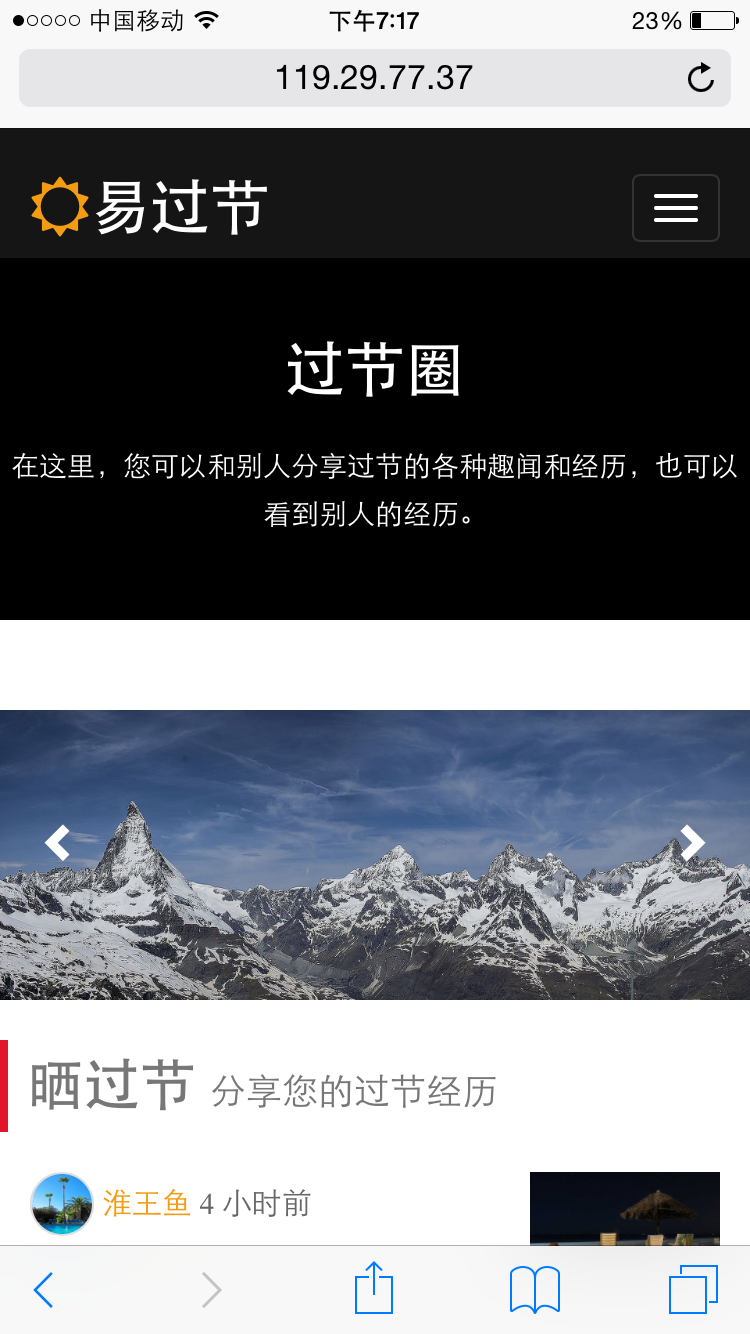 中国移动 下午7:17 23%
119.29.77.37
易过节
过节圈
在这里，您可以和别人分享过节的各种趣闻和经历，也可以
看到别人的经历。
晒过节 分享您的过节经历
淮王鱼 4 小时前